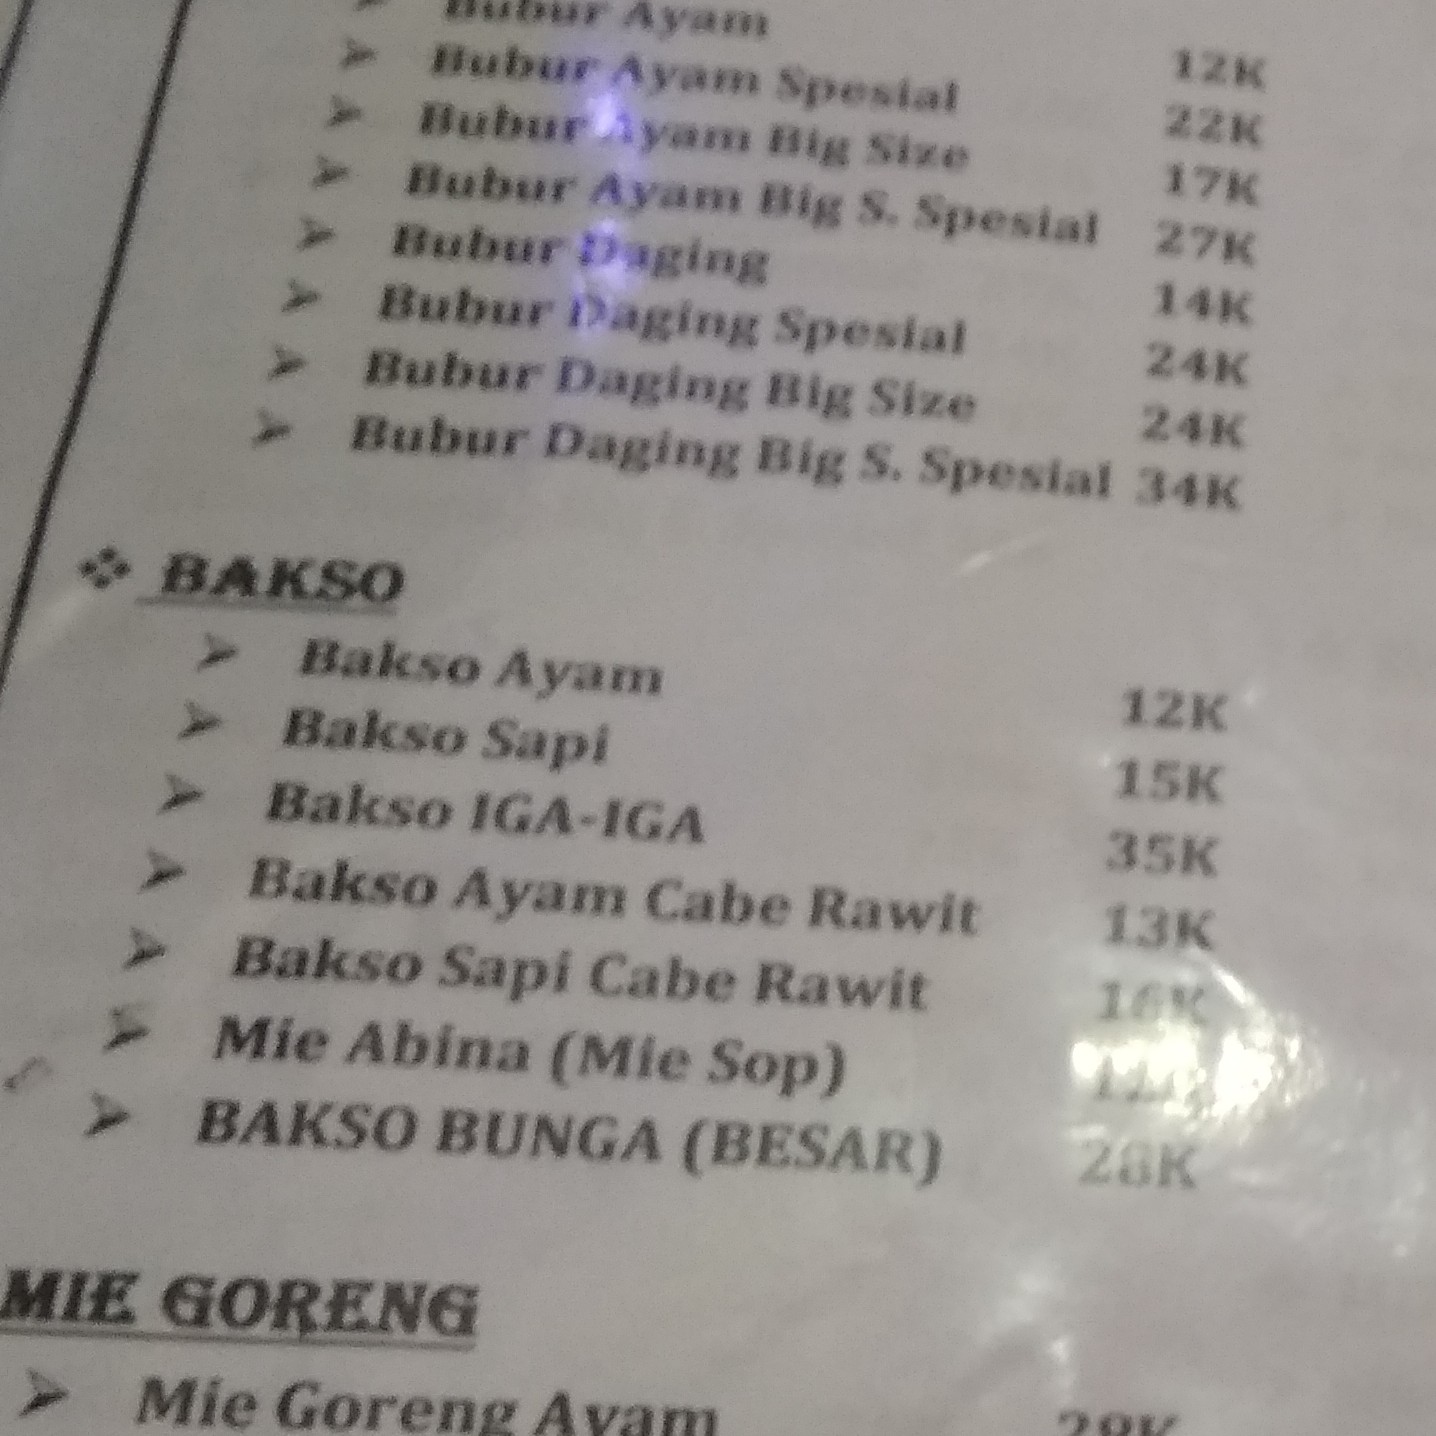 Bubur Ayam 12K
Bubur Ayam Spesial 22K
Bubur Ayam Big Size 17K
Bubur Ayam Big S. Spesial 27K
Bubur Daging 14K
Bubur Daging Spesial 24K
Bubur Daging Big Size 24K
Bubur Daging Big S. Spesial 34K
BAKSO
Bakso Ayam 12K
Bakso Sapi 15K
Bakso IGA-IGA 35K
Bakso Ayam Cabe Rawit 13K
Bakso Sapi Cabe Rawit 16K
Mie Abina (Mie Sop)
BAKSO BUNGA (BESAR) 28K
MIE GORENG
Mie Goreng Ayam